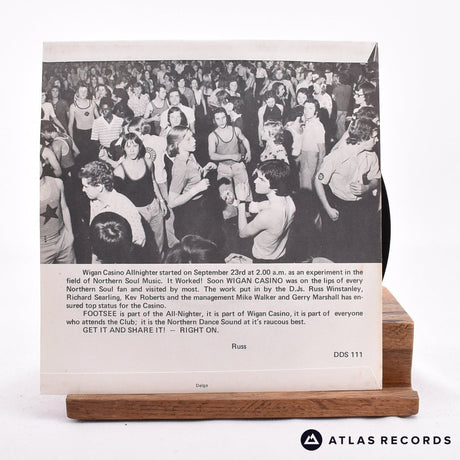 Wigan Casino Allnighter started on September 23rd at 2.00 a.m. as an experiment in the
field of Northern Soul Music. It Worked! Soon WIGAN CASINO was on the lips of every
Northern Soul fan and visited by most. The work put in by the D.J.s. Russ Winstanley,
Richard Searling, Kev Roberts and the management Mike Walker and Gerry Marshall has en-
sured top status for the Casino.
FOOTSEE is part of the All-Nighter, it is part of Wigan Casino, it is part of everyone
who attends the Club; it is the Northern Dance Sound at it's raucous best.
GET IT AND SHARE IT! -- RIGHT ON.
Russ
DDS 111
Delga
ATLAS RECORDS